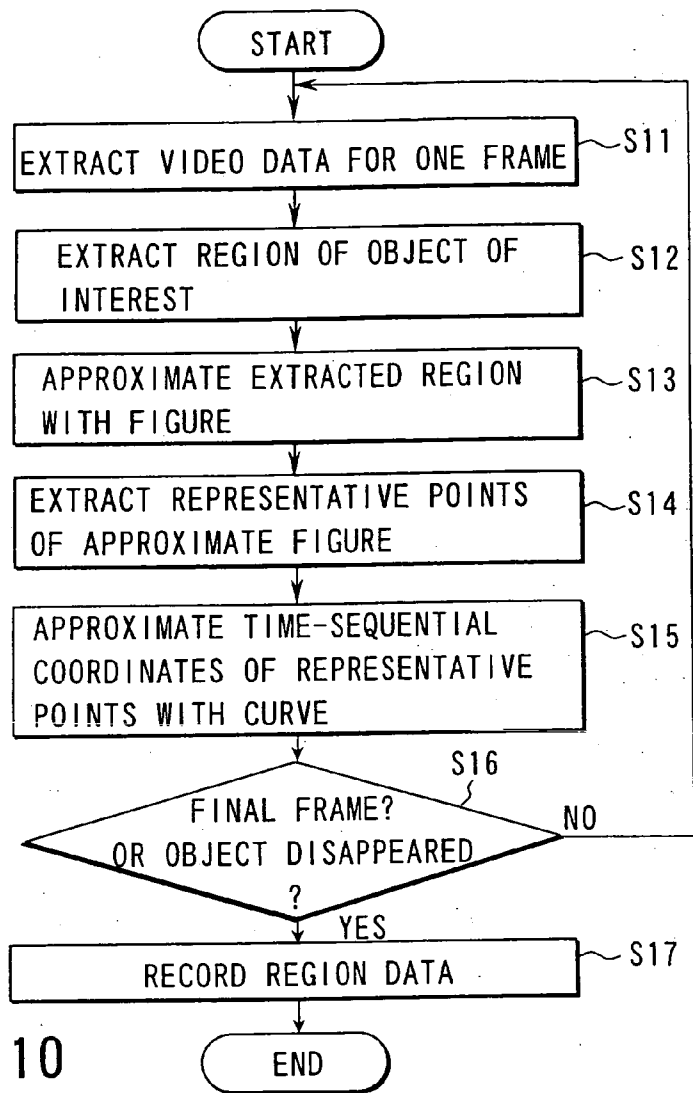 START
EXTRACT VIDEO DATA FOR ONE FRAME
S11
EXTRACT REGION OF OBJECT OF
INTEREST
S12
APPROXIMATE EXTRACTED REGION
WITH FIGURE
S13
EXTRACT REPRESENTATIVE POINTS
OF APPROXIMATE FIGURE
S14
APPROXIMATE TIME-SEQUENTIAL
COORDINATES OF REPRESENTATIVE
POINTS WITH CURVE
S15
S16
FINAL FRAME?
OR OBJECT DISAPPEARED
?
NO
YES
RECORD REGION DATA
S17
END
10